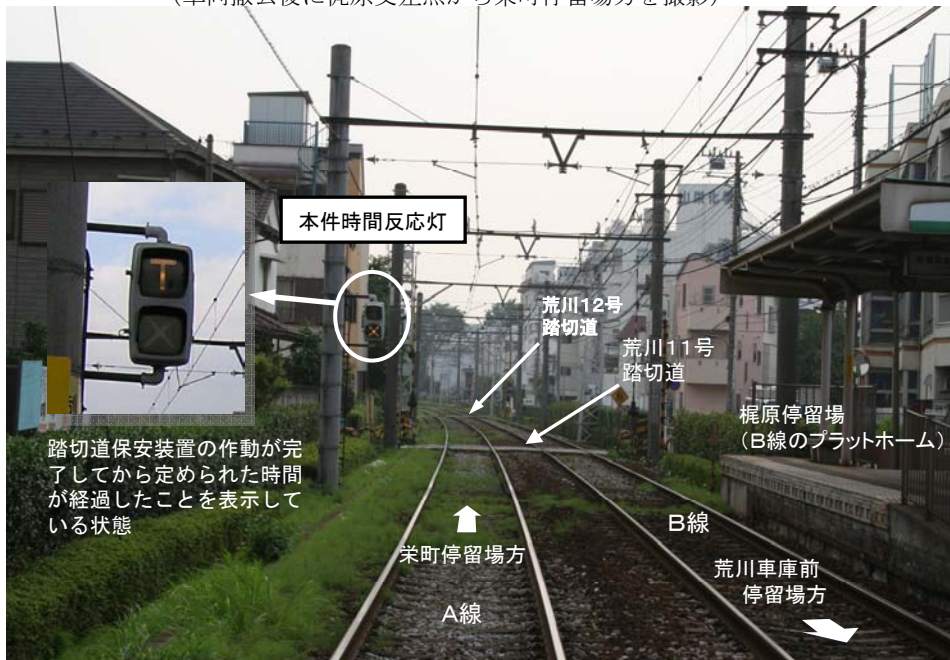 （車両撤去後に梶原交差点から栄町停留場方を撮影）
本件時間反応灯
T
荒川12号
踏切道
荒川11号
踏切道
梶原停留場
（B線のプラットホーム）
踏切道保安装置の作動が完
了してから定められた時間
が経過したことを表示して
いる状態
B線
栄町停留場方
荒川車庫前
停留場方
A線